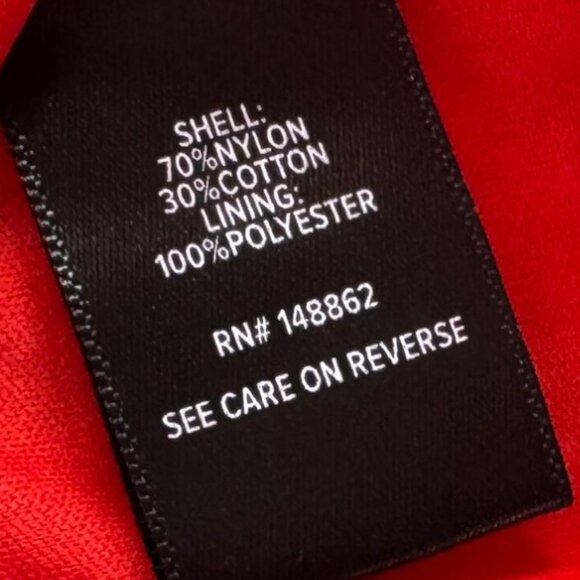 SHELL:
70%NYLON
30%COTTON
LINING:
100%POLYESTER
RN# 148862
SEE CARE ON REVERSE